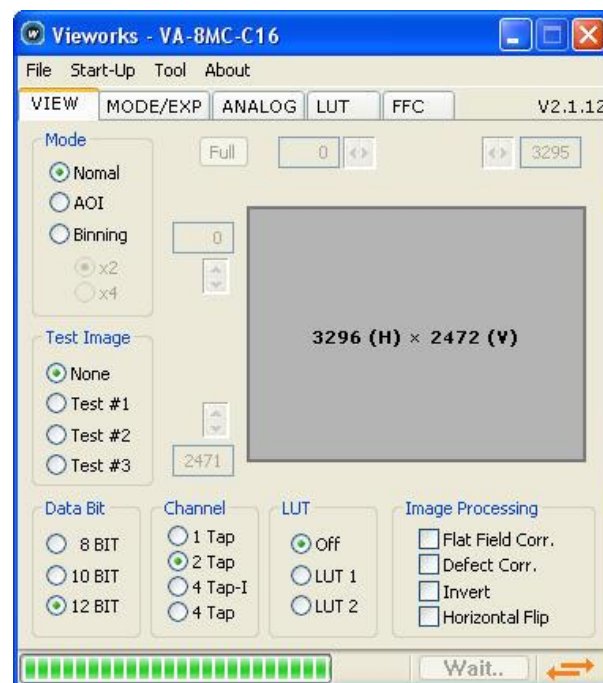 Vieworks - VA-8MC-C16
File Start-Up Tool About
VIEW MODE/EXP ANALOG LUT FFC V2.1.12
Mode
Nomal
AOI
Binning
x2
x4
Full 0 3295
0
3296 (H) × 2472 (V)
2471
Test Image
None
Test #1
Test #2
Test #3
Data Bit
8 BIT
10 BIT
12 BIT
Channel
1 Tap
2 Tap
4 Tap-I
4 Tap
LUT
Off
LUT 1
LUT 2
Image Processing
Flat Field Corr.
Defect Corr.
Invert
Horizontal Flip
Wait..